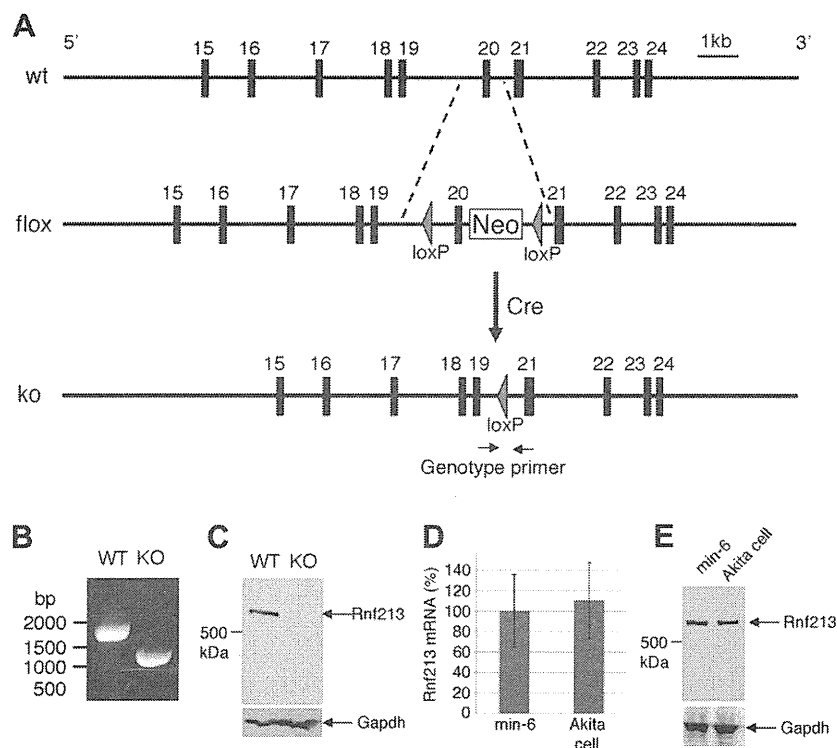 A
5' 3'
15 16 17 18 19 20 21 22 23 24 1kb
wt
15 16 17 18 19 20 21 22 23 24
flox
Neo
loxP loxP
Cre
15 16 17 18 19 21 22 23 24
ko
loxP
Genotype primer
B
WT KO
bp
2000
1500
1000
500
C
WT KO
Rnf213
500
kDa
Gapdh
D
Rnf213 mRNA (%)
140
120
100
80
60
40
20
0
min-6 Akita
cell
E
min-6 Akita cell
Rnf213
500
kDa
Gapdh